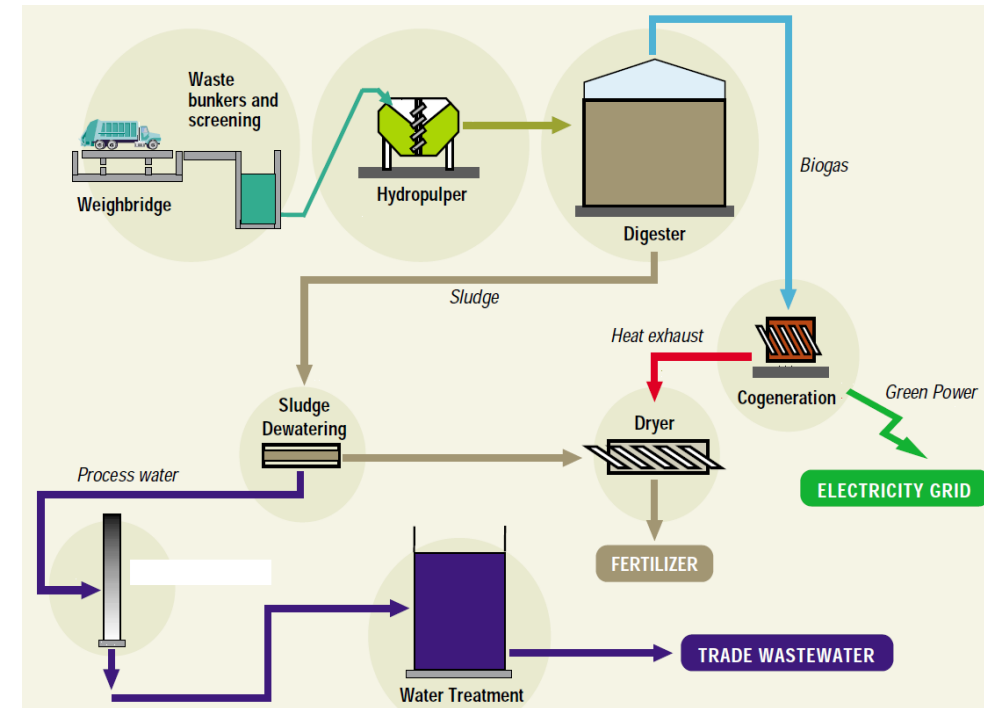 Waste
bunkers and
screening
Weighbridge
Hydropulper
Digester
Biogas
Sludge
Heat exhaust
Cogeneration
Green Power
ELECTRICITY GRID
Sludge
Dewatering
Dryer
Process water
FERTILIZER
TRADE WASTEWATER
Water Treatment